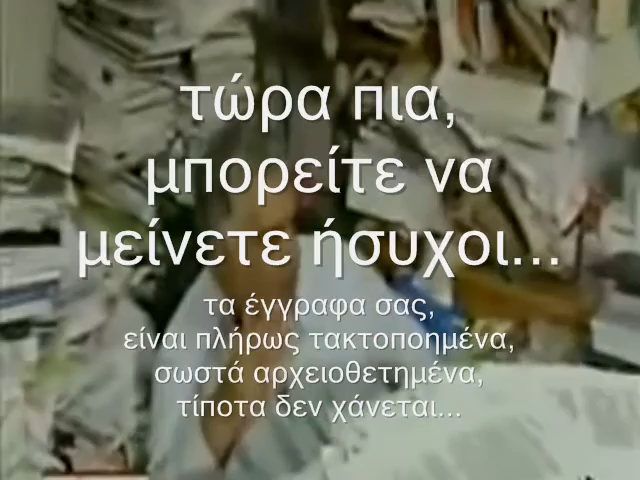 τώρα πια,
μπορείτε να
μείνετε ήσυχοι...
τα έγγραφα σας,
είναι πλήρως τακτοποιημένα,
σωστά αρχειοθετημένα,
τίποτα δεν χάνεται...